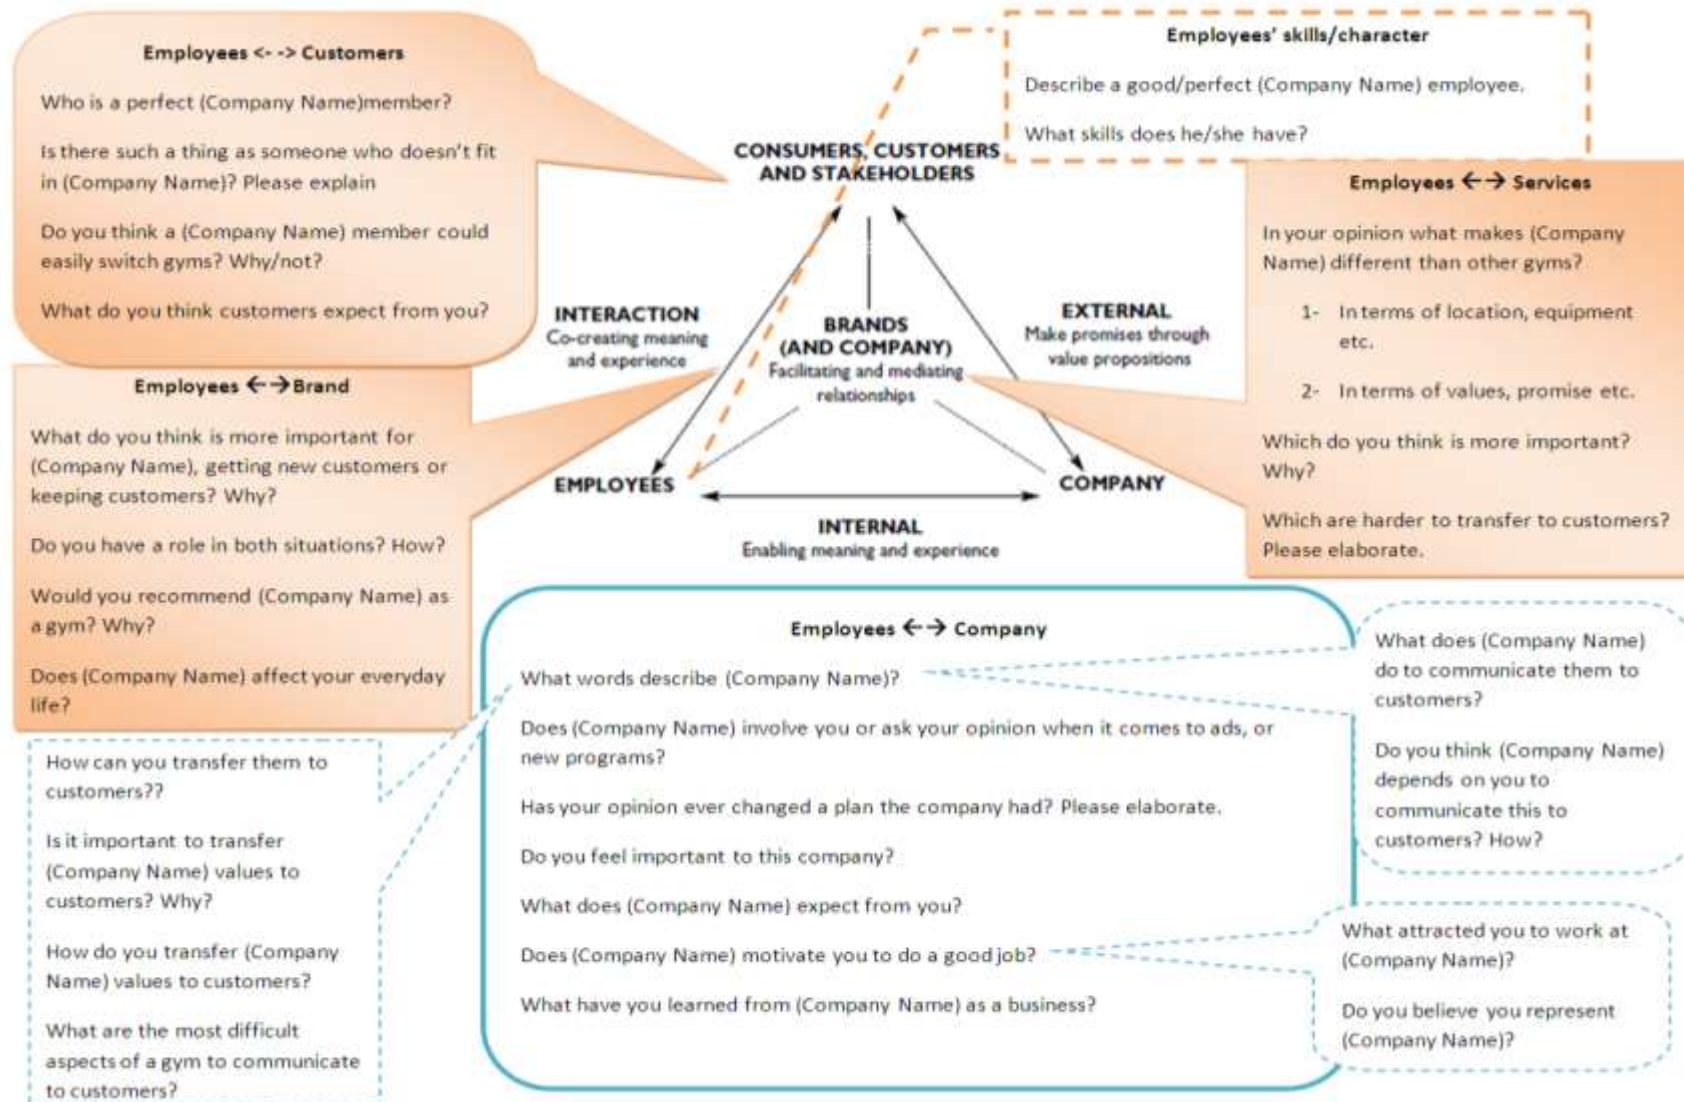 Employees <- -> Customers
Who is a perfect (Company Name)member?
Is there such a thing as someone who doesn't fit
in (Company Name)? Please explain
Do you think a (Company Name) member could
easily switch gyms? Why/not?
What do you think customers expect from you?
Employees' skills/character
Describe a good/perfect (Company Name) employee.
What skills does he/she have?
CONSUMERS, CUSTOMERS
AND STAKEHOLDERS
INTERACTION
Co-creating meaning
and experience
BRANDS
(AND COMPANY)
Facilitating and mediating
relationships
EXTERNAL
Make promises through
value propositions
EMPLOYEES
COMPANY
INTERNAL
Enabling meaning and experience
Employees ←→ Services
In your opinion what makes (Company
Name) different than other gyms?
1- In terms of location, equipment
etc.
2- In terms of values, promise etc.
Which do you think is more important?
Why?
Which are harder to transfer to customers?
Please elaborate.
Employees ←→Brand
What do you think is more important for
(Company Name), getting new customers or
keeping customers? Why?
Do you have a role in both situations? How?
Would you recommend (Company Name) as
a gym? Why?
Does (Company Name) affect your everyday
life?
Employees ←→ Company
What words describe (Company Name)?
Does (Company Name) involve you or ask your opinion when it comes to ads, or
new programs?
Has your opinion ever changed a plan the company had? Please elaborate.
Do you feel important to this company?
What does (Company Name) expect from you?
Does (Company Name) motivate you to do a good job?
What have you learned from (Company Name) as a business?
What does (Company Name)
do to communicate them to
customers?
Do you think (Company Name)
depends on you to
communicate this to
customers? How?
What attracted you to work at
(Company Name)?
Do you believe you represent
(Company Name)?
How can you transfer them to
customers??
Is it important to transfer
(Company Name) values to
customers? Why?
How do you transfer (Company
Name) values to customers?
What are the most difficult
aspects of a gym to communicate
to customers?